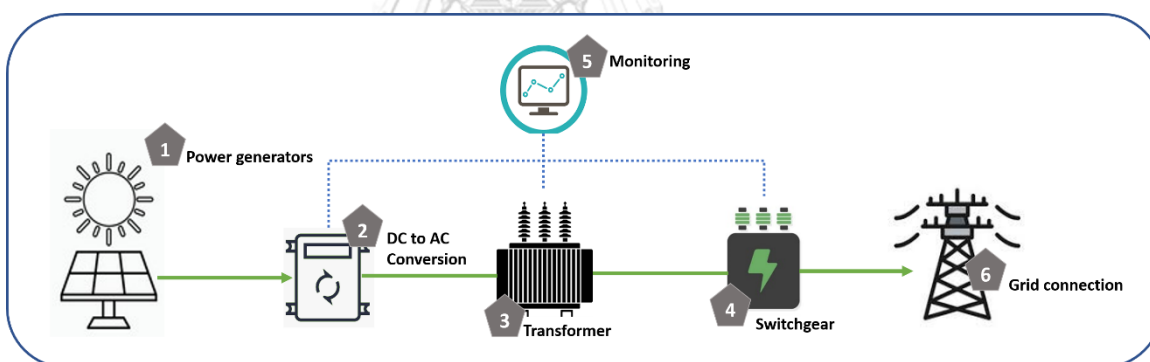 1 Power generators
2 DC to AC
Conversion
3 Transformer
4 Switchgear
5 Monitoring
6 Grid connection